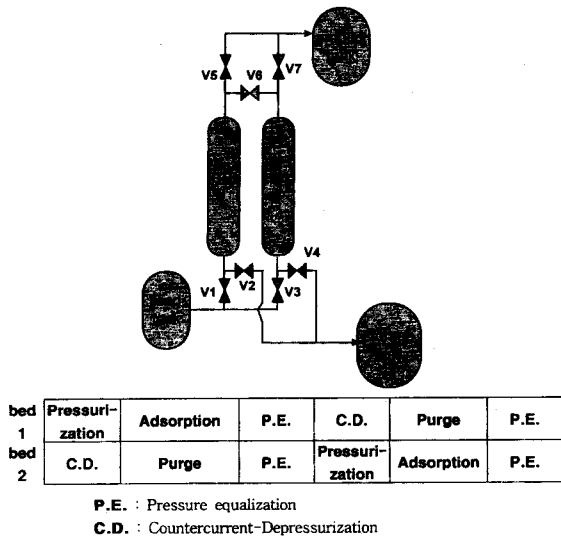 V5
V6
V7
V4
V1
V2
V3
bed 1
Pressuri-zation
Adsorption
P.E.
C.D.
Purge
P.E.
bed 2
C.D.
Purge
P.E.
Pressuri-zation
Adsorption
P.E.
P.E. : Pressure equalization
C.D. : Countercurrent-Depressurization